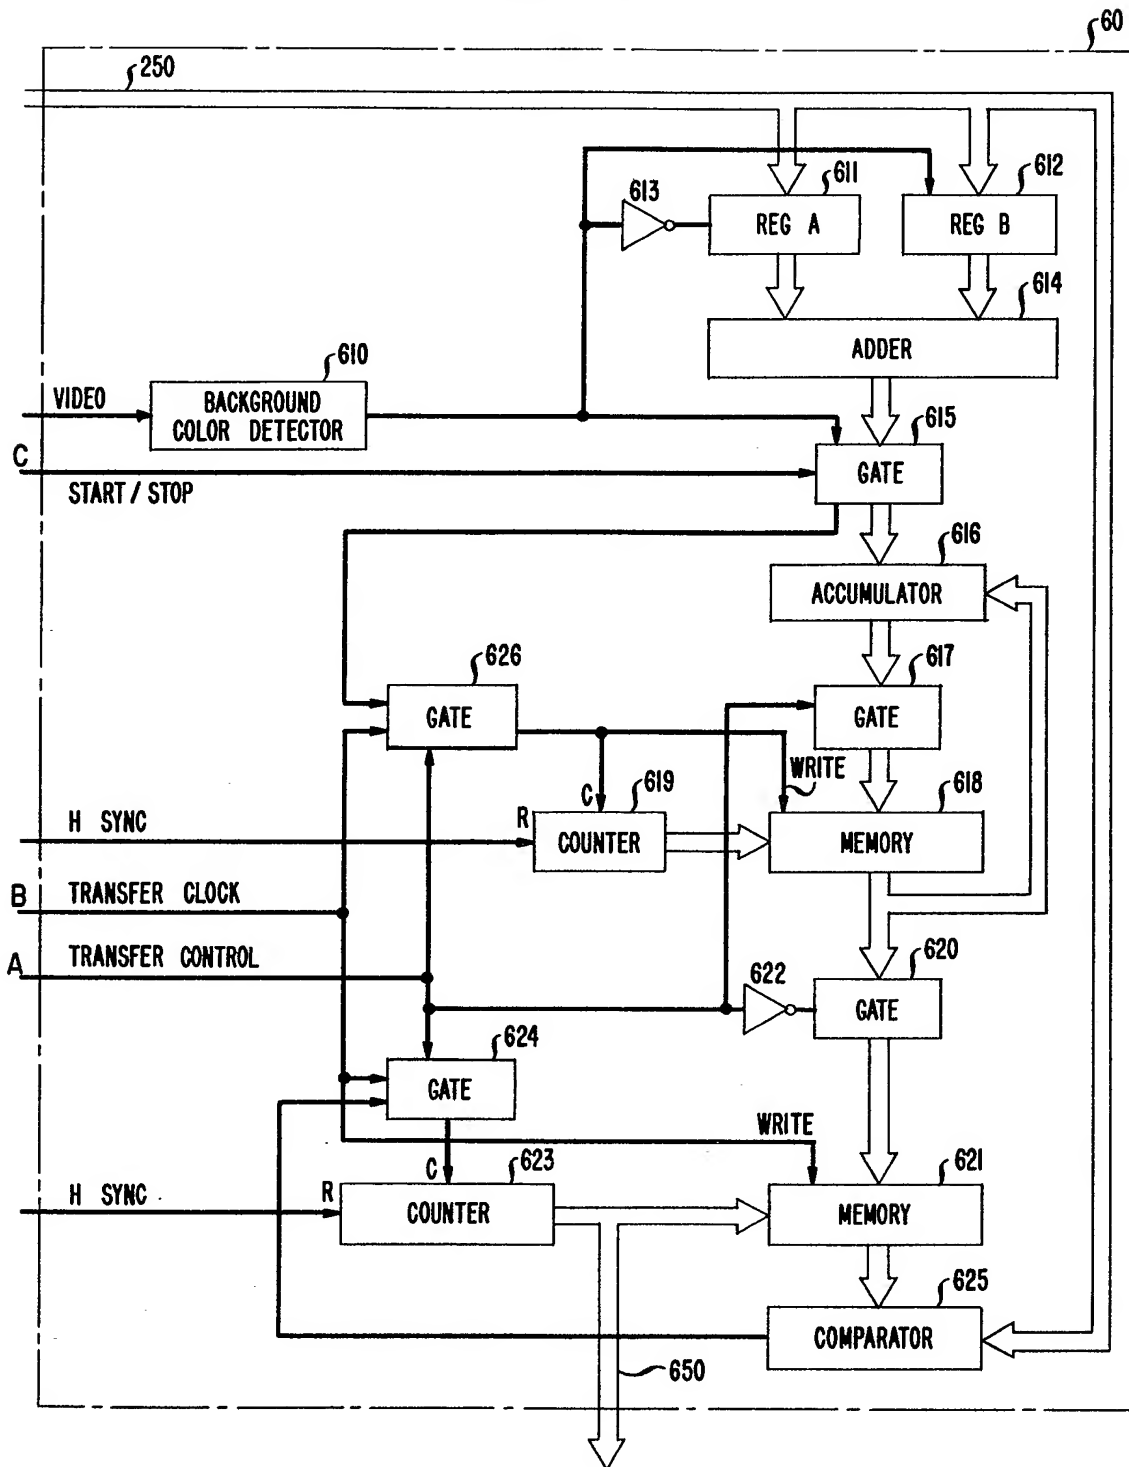 60
250
611
612
613
REG A
REG B
614
ADDER
610
VIDEO
BACKGROUND
COLOR DETECTOR
615
C
GATE
START / STOP
616
ACCUMULATOR
626
617
GATE
GATE
WRITE
C
619
618
H SYNC
R
COUNTER
MEMORY
B
TRANSFER CLOCK
A
TRANSFER CONTROL
620
622
GATE
624
GATE
WRITE
C
623
621
H SYNC
R
COUNTER
MEMORY
625
COMPARATOR
650